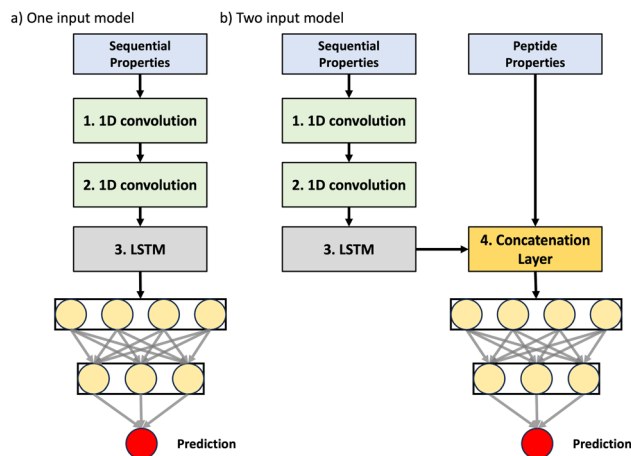 a) One input model
b) Two input model
Sequential
Properties
1. 1D convolution
2. 1D convolution
3. LSTM
Prediction
Sequential
Properties
Peptide
Properties
1. 1D convolution
2. 1D convolution
3. LSTM
4. Concatenation
Layer
Prediction